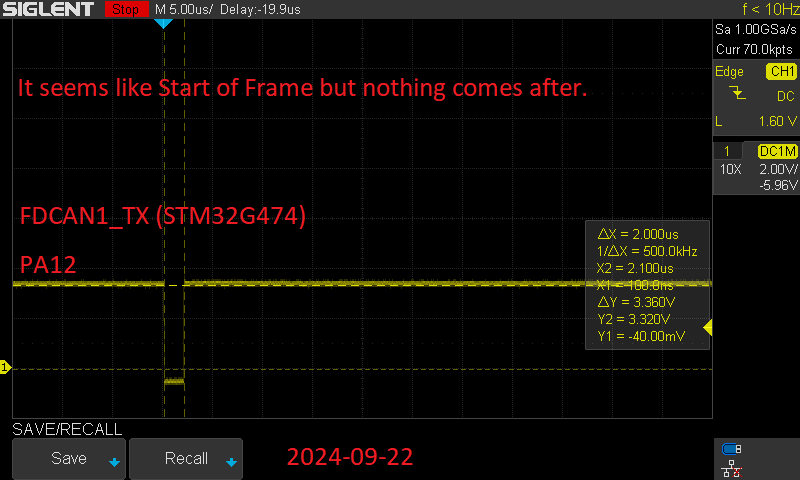 SIGLENT Stop M 5.00us/ Delay:-19.9us f < 10Hz
Sa 1.00GSa/s
Curr 70.0kpts
Edge CH1
DC
L 1.60 V
1 DC1M
10X 2.00V/
-5.96V
It seems like Start of Frame but nothing comes after.
FDCAN1_TX (STM32G474)
PA12
ΔX = 2.000us
1/ΔX = 500.0kHz
X2 = 2.100us
X1 = 100.0ns
ΔY = 3.360V
Y2 = 3.320V
Y1 = -40.00mV
1
SAVE/RECALL
Save Recall
2024-09-22